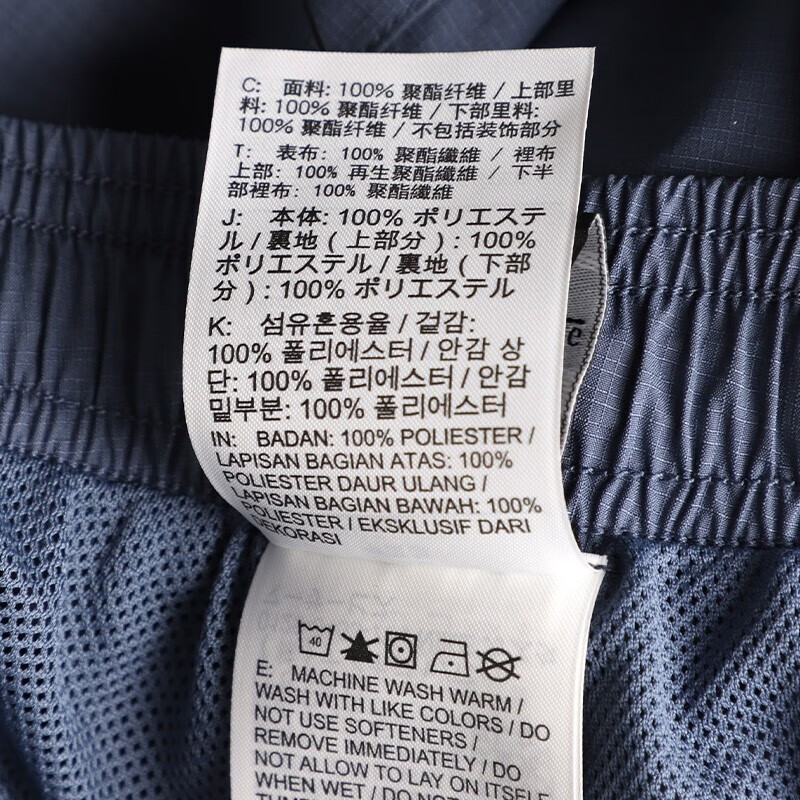 C: 面料: 100% 聚酯纤维 / 上部里
料: 100% 聚酯纤维 / 下部里料:
100% 聚酯纤维 / 不包括装饰部分
T: 表布: 100% 聚酯纖維 / 裡布
上部: 100% 再生聚酯纖維 / 下半
部裡布: 100% 聚酯纖維
J: 本体: 100% ポリエステ
ル / 裏地 ( 上部分 ) : 100%
ポリエステル / 裏地 ( 下部
分 ) : 100% ポリエステル
K: 섬유혼용율 / 겉감:
100% 폴리에스터 / 안감 상
단: 100% 폴리에스터 / 안감
밑부분: 100% 폴리에스터
IN: BADAN: 100% POLIESTER /
LAPISAN BAGIAN ATAS: 100%
POLIESTER DAUR ULANG /
LAPISAN BAGIAN BAWAH: 100%
POLIESTER / EKSKLUSIF DARI
DEKORASI
40
E: MACHINE WASH WARM /
WASH WITH LIKE COLORS / DO
NOT USE SOFTENERS /
REMOVE IMMEDIATELY / DO
NOT ALLOW TO LAY ON ITSELF
WHEN WET / DO NOT